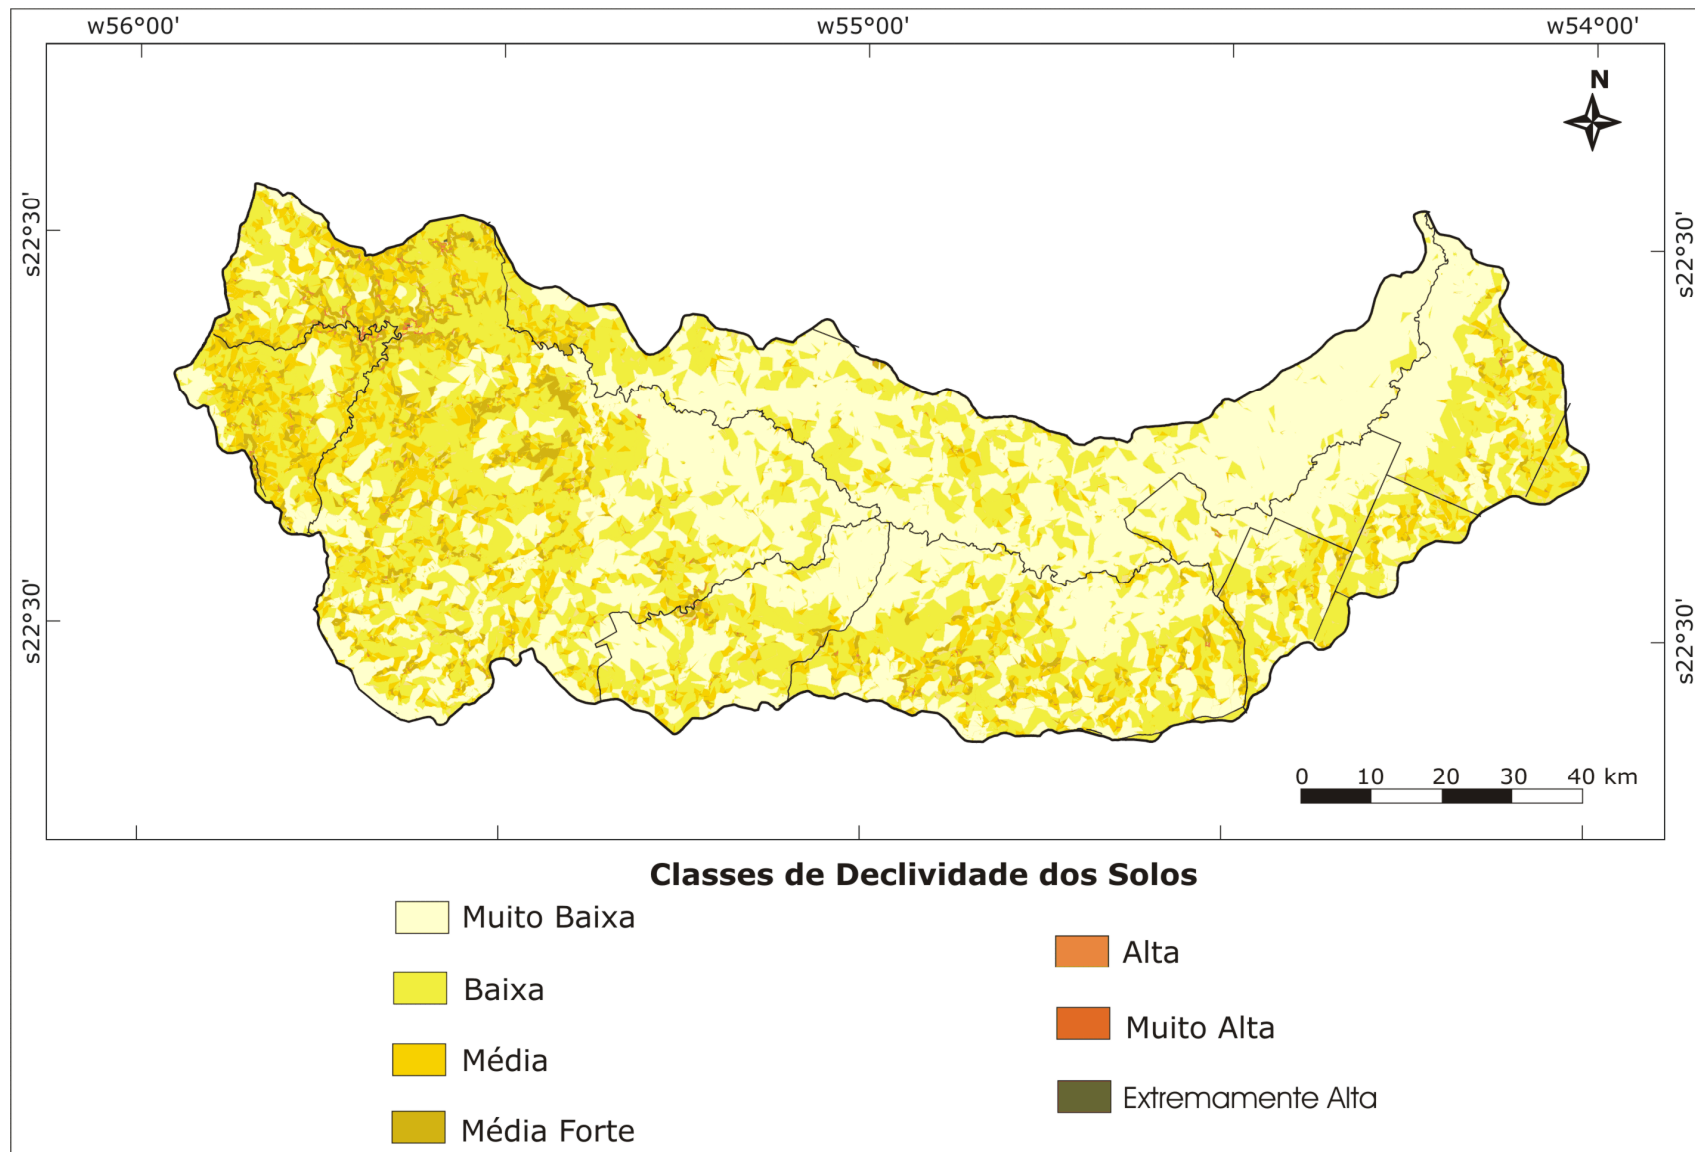 w56°00' w55°00' w54°00'
N
s22°30' s22°30'
s22°30' s22°30'
0 10 20 30 40 km
Classes de Declividade dos Solos
Muito Baixa
Baixa
Média
Média Forte
Alta
Muito Alta
Extremamente Alta